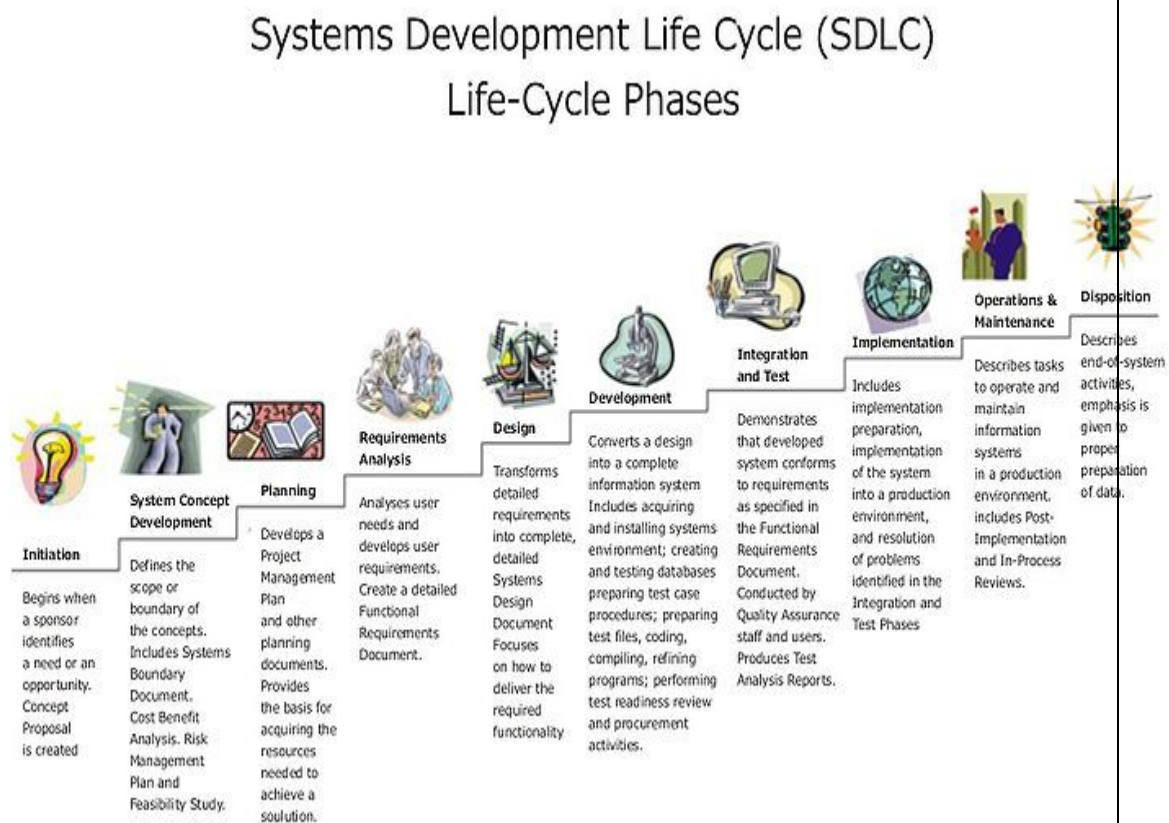 Systems Development Life Cycle (SDLC)
Life-Cycle Phases
Initiation
Begins when
a sponsor
identifies
a need or an
opportunity.
Concept
Proposal
is created
System Concept
Development
Defines the
scope or
boundary of
the concepts.
Includes Systems
Boundary
Document.
Cost Benefit
Analysis. Risk
Management
Plan and
Feasibility Study.
Planning
Develops a
Project
Management
Plan
and other
planning
documents.
Provides
the basis for
acquiring the
resources
needed to
achieve a
soulution.
Requirements
Analysis
Analyses user
needs and
develops user
requirements.
Create a detailed
Functional
Requirements
Document.
Design
Transforms
detailed
requirements
into complete,
detailed
Systems
Design
Document
Focuses
on how to
deliver the
required
functionality
Development
Converts a design
into a complete
information system
Includes acquiring
and installing systems
environment; creating
and testing databases
preparing test case
procedures; preparing
test files, coding,
compiling, refining
programs; performing
test readiness review
and procurement
activities.
Integration
and Test
Demonstrates
that developed
system conforms
to requirements
as specified in
the Functional
Requirements
Document.
Conducted by
Quality Assurance
staff and users.
Produces Test
Analysis Reports.
Implementation
Includes
implementation
preparation,
implementation
of the system
into a production
environment,
and resolution
of problems
identified in the
Integration and
Test Phases
Operations &
Maintenance
Describes tasks
to operate and
maintain
information
systems
in a production
environment.
includes Post-
Implementation
and In-Process
Reviews.
Disposition
Describes
end-of-system
activities,
emphasis is
given to
proper
preparation
of data.